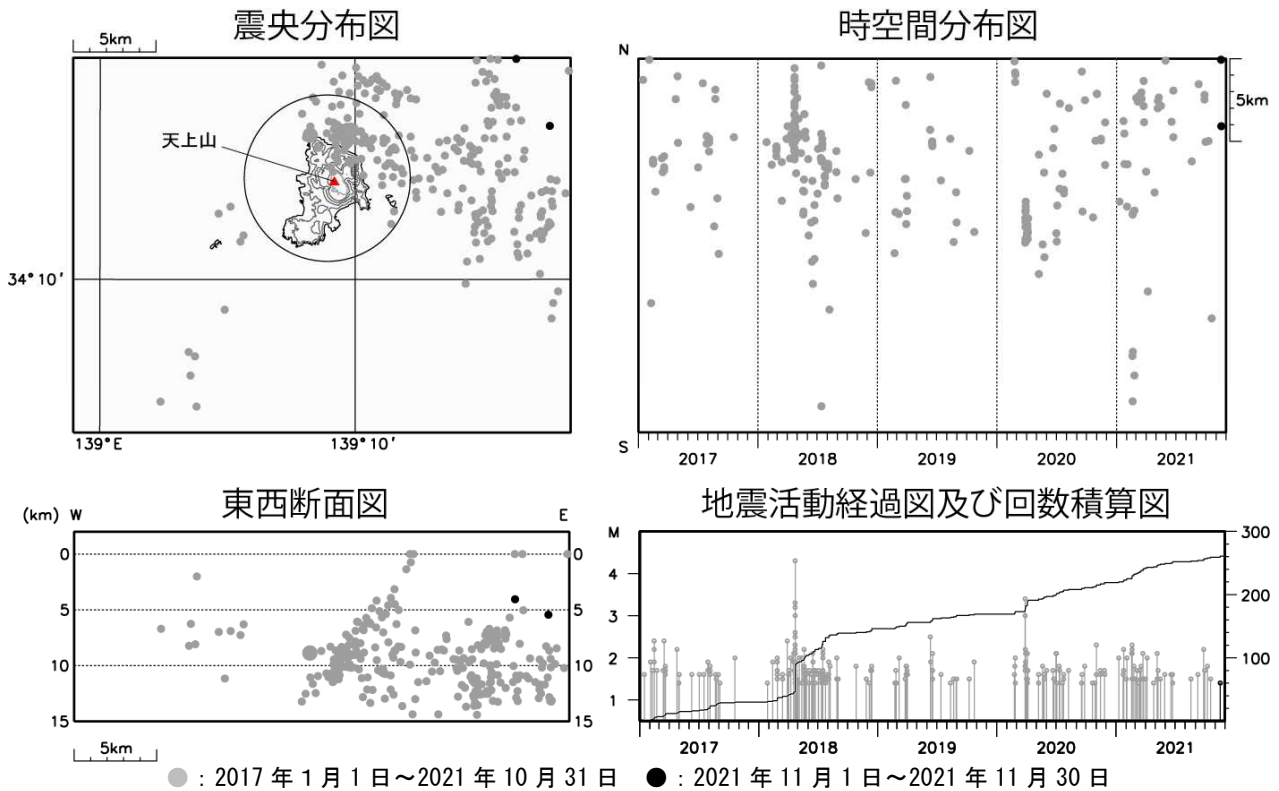 震央分布図
5km
天上山
34°10'
139°E
139°10'
時空間分布図
N
5km
S
2017 2018 2019 2020 2021
東西断面図
(km) W E
0 0
5 5
10 10
15 15
5km
地震活動経過図及び回数積算図
M
300
4
3 200
2 100
1
2017 2018 2019 2020 2021
: 2017 年 1 月 1 日～2021 年 10 月 31 日 : 2021 年 11 月 1 日～2021 年 11 月 30 日